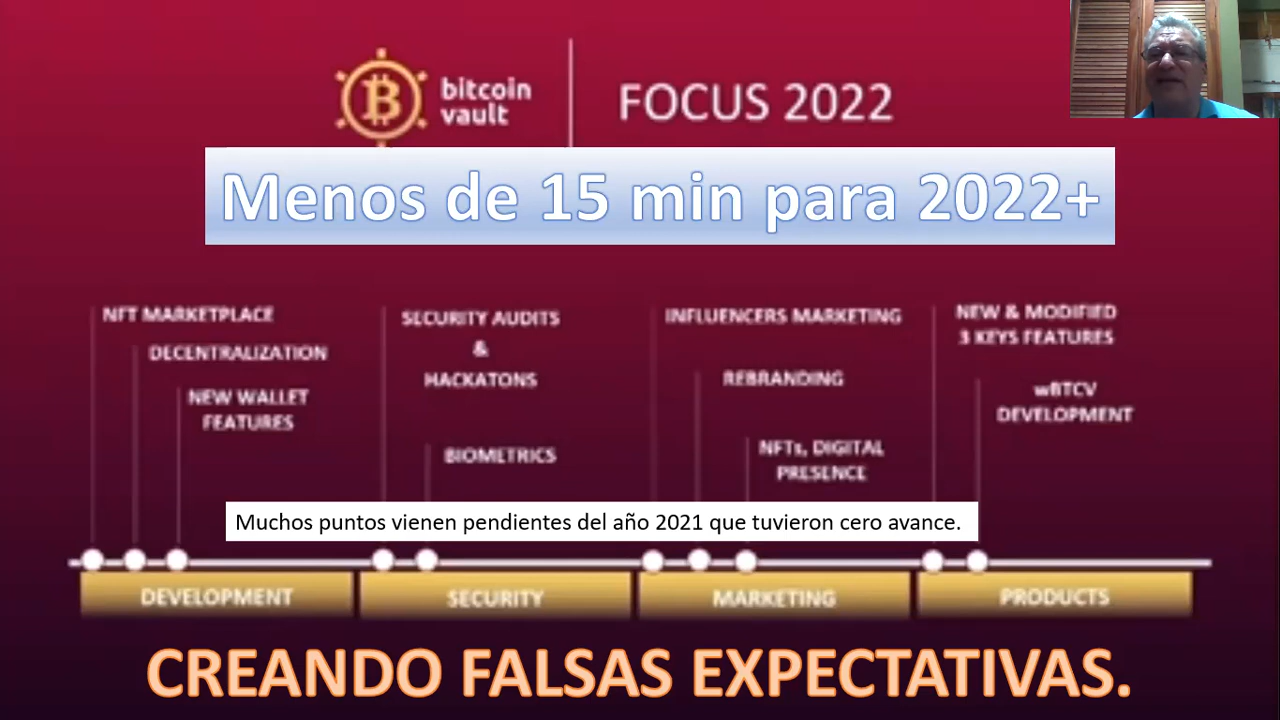 bitcoin
vault
FOCUS 2022
Menos de 15 min para 2022+
NFT MARKETPLACE
DECENTRALIZATION
NEW WALLET
FEATURES
SECURITY AUDITS
&
HACKATONS
BIOMETRICS
INFLUENCERS MARKETING
REBRANDING
NFTs, DIGITAL
PRESENCE
NEW & MODIFIED
3 KEYS FEATURES
wBTCV
DEVELOPMENT
Muchos puntos vienen pendientes del año 2021 que tuvieron cero avance.
DEVELOPMENT
SECURITY
MARKETING
PRODUCTS
CREANDO FALSAS EXPECTATIVAS.